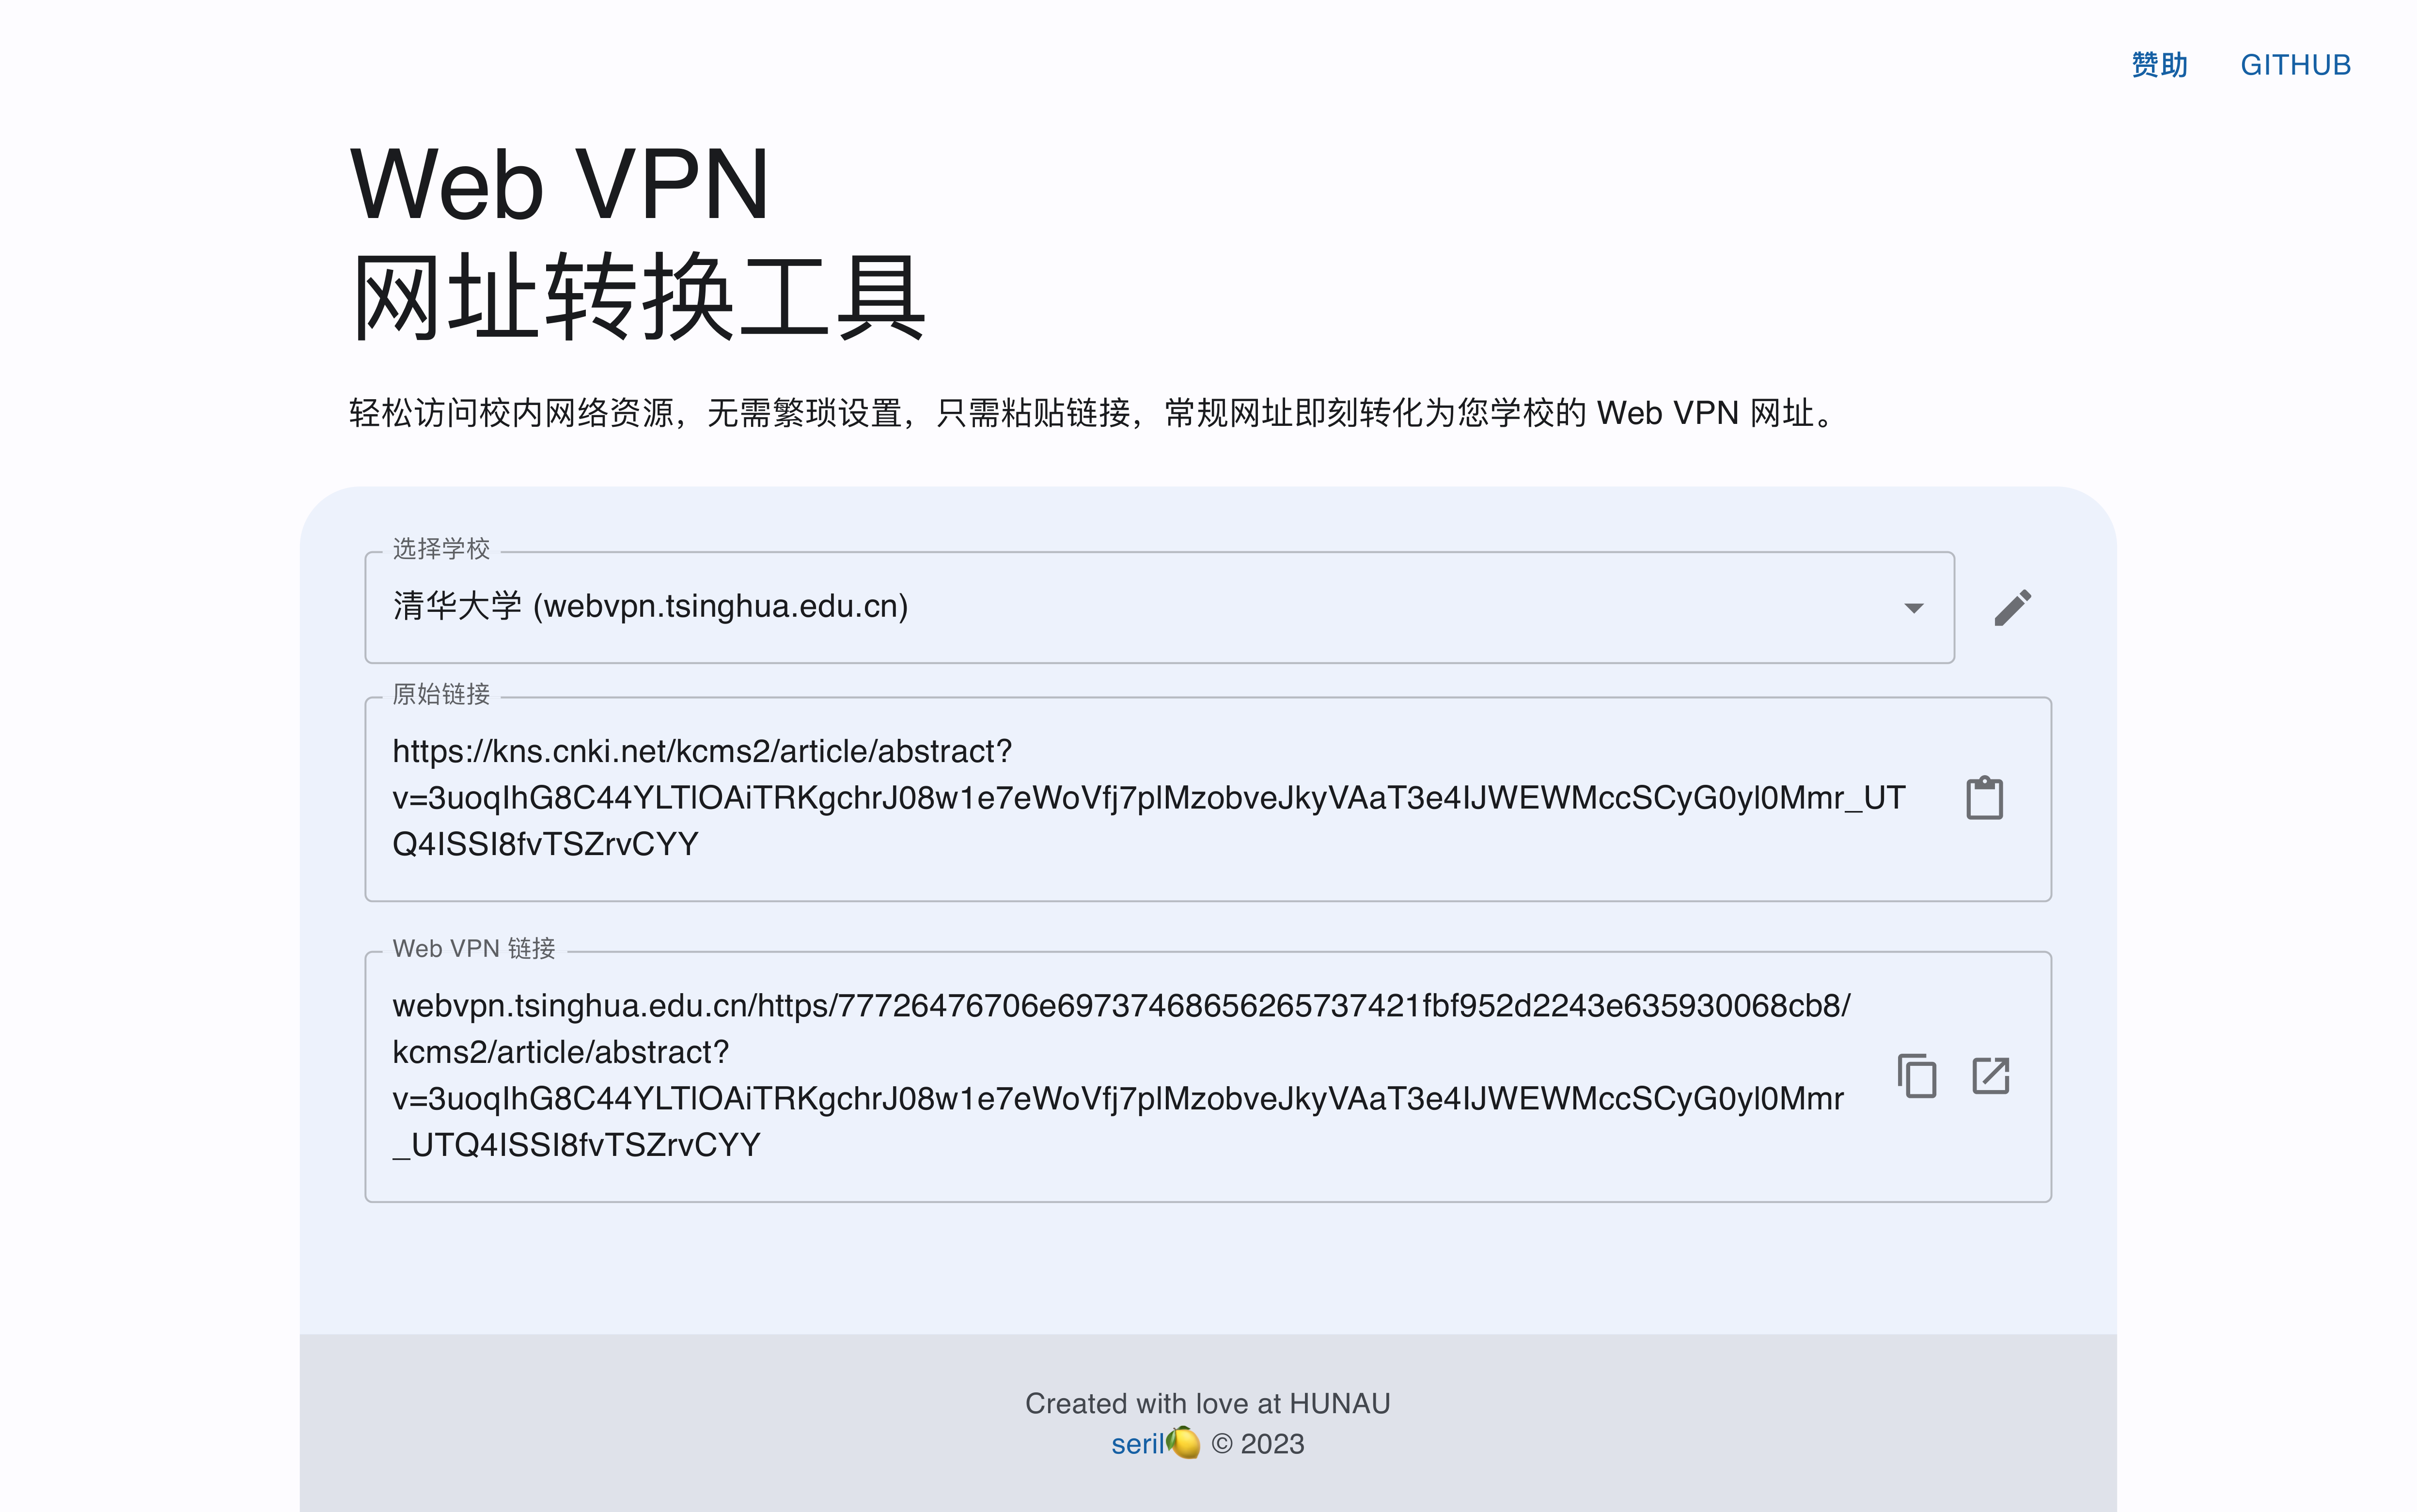 赞助 GITHUB
Web VPN
网址转换工具
轻松访问校内网络资源，无需繁琐设置，只需粘贴链接，常规网址即刻转化为您学校的 Web VPN 网址。
选择学校
清华大学 (webvpn.tsinghua.edu.cn)
原始链接
https://kns.cnki.net/kcms2/article/abstract?
v=3uoqIhG8C44YLTlOAiTRKgchrJ08w1e7eWoVfj7plMzobveJkyVAaT3e4IJWEWMccSCyG0yl0Mmr_UT
Q4ISSI8fvTSZrvCYY
Web VPN 链接
webvpn.tsinghua.edu.cn/https/77726476706e69737468656265737421fbf952d2243e635930068cb8/
kcms2/article/abstract?
v=3uoqIhG8C44YLTlOAiTRKgchrJ08w1e7eWoVfj7plMzobveJkyVAaT3e4IJWEWMccSCyG0yl0Mmr
_UTQ4ISSI8fvTSZrvCYY
Created with love at HUNAU
seril🍋 © 2023